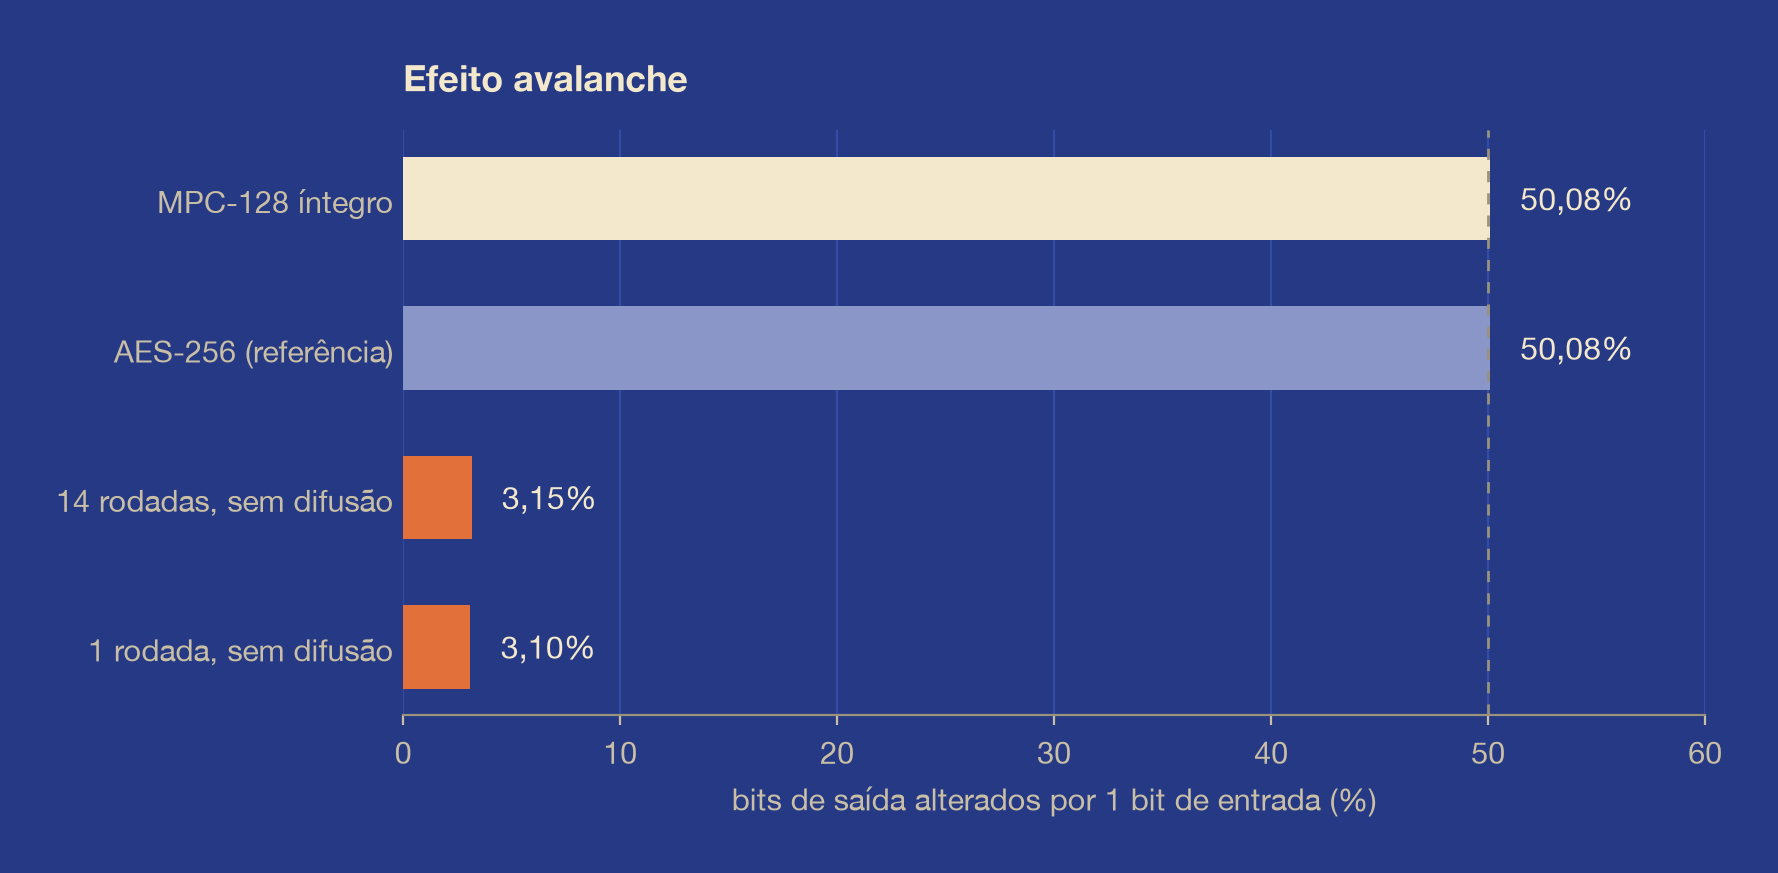 Efeito avalanche
MPC-128 íntegro
50,08%
AES-256 (referência)
50,08%
14 rodadas, sem difusão
3,15%
1 rodada, sem difusão
3,10%
0 10 20 30 40 50 60
bits de saída alterados por 1 bit de entrada (%)